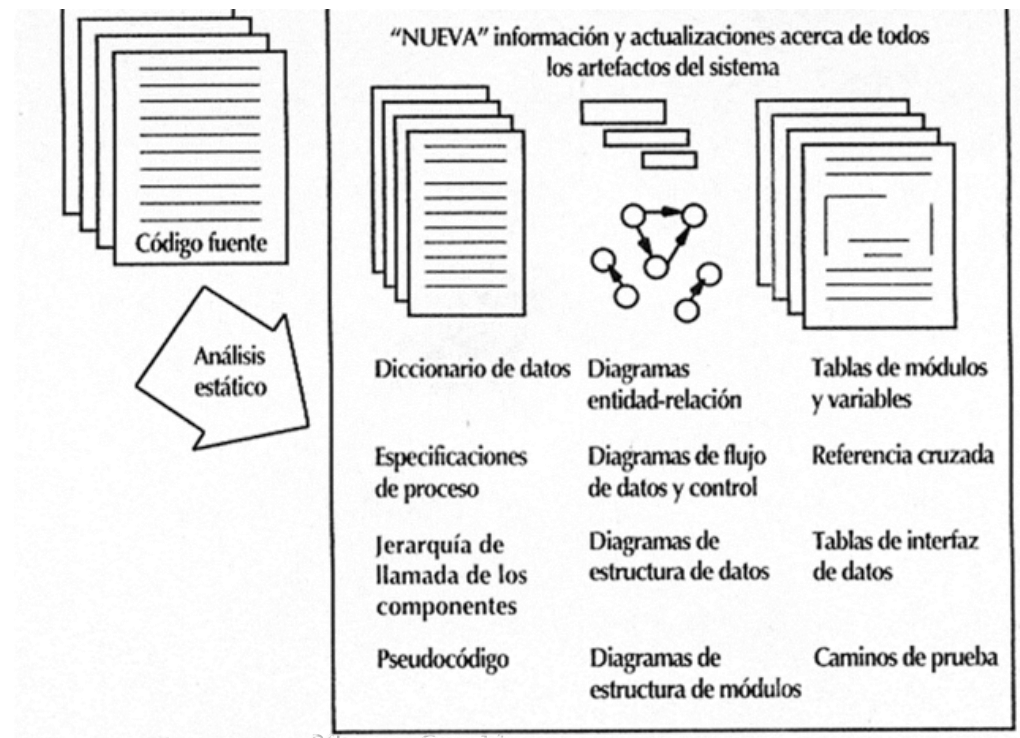 “NUEVA” información y actualizaciones acerca de todos
los artefactos del sistema
Código fuente
Análisis
estático
Diccionario de datos
Diagramas
entidad-relación
Tablas de módulos
y variables
Especificaciones
de proceso
Diagramas de flujo
de datos y control
Referencia cruzada
Jerarquía de
llamada de los
componentes
Diagramas de
estructura de datos
Tablas de interfaz
de datos
Pseudocódigo
Diagramas de
estructura de módulos
Caminos de prueba